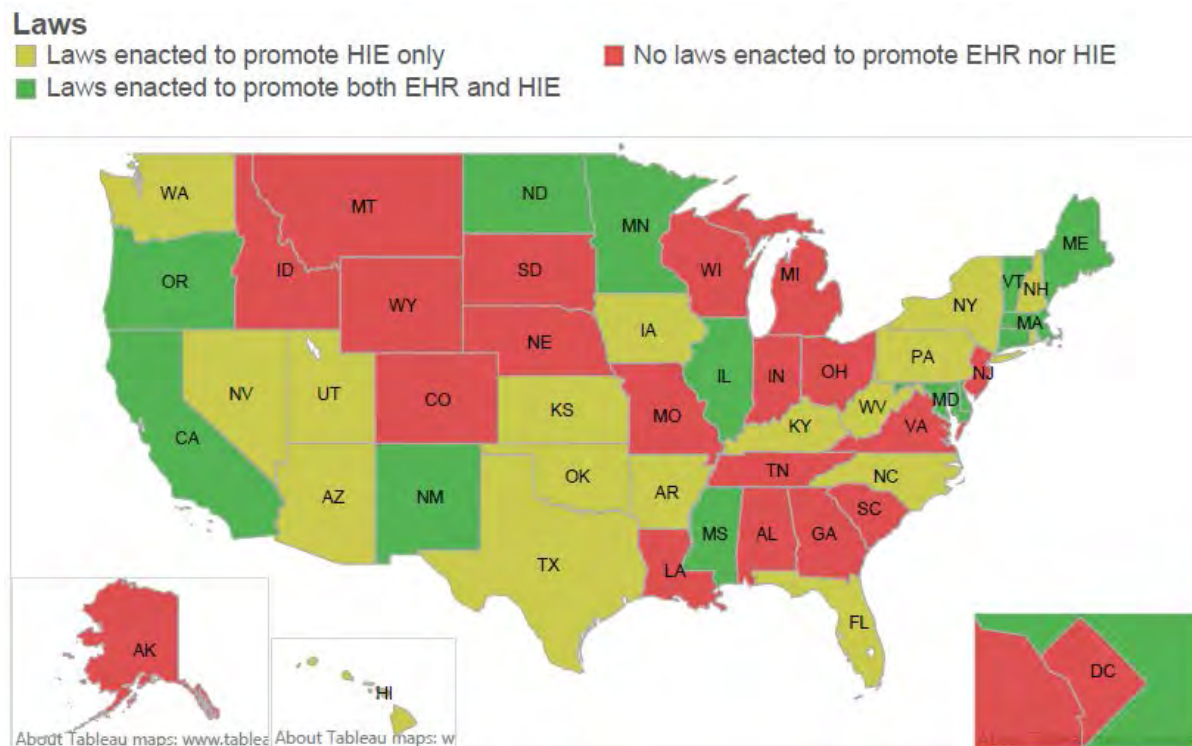 Laws
Laws enacted to promote HIE only
No laws enacted to promote EHR nor HIE
Laws enacted to promote both EHR and HIE
WA
MT
ND
MN
ME
OR
ID
SD
WI
MI
VT
NH
WY
NY
MA
IA
NE
PA
NV
UT
CO
IL
IN
OH
NJ
MD
KS
MO
WV
VA
CA
KY
AZ
NM
OK
AR
TN
NC
SC
MS
AL
GA
TX
LA
FL
AK
HI
DC
About Tableau maps: www.table
About Tableau maps: w